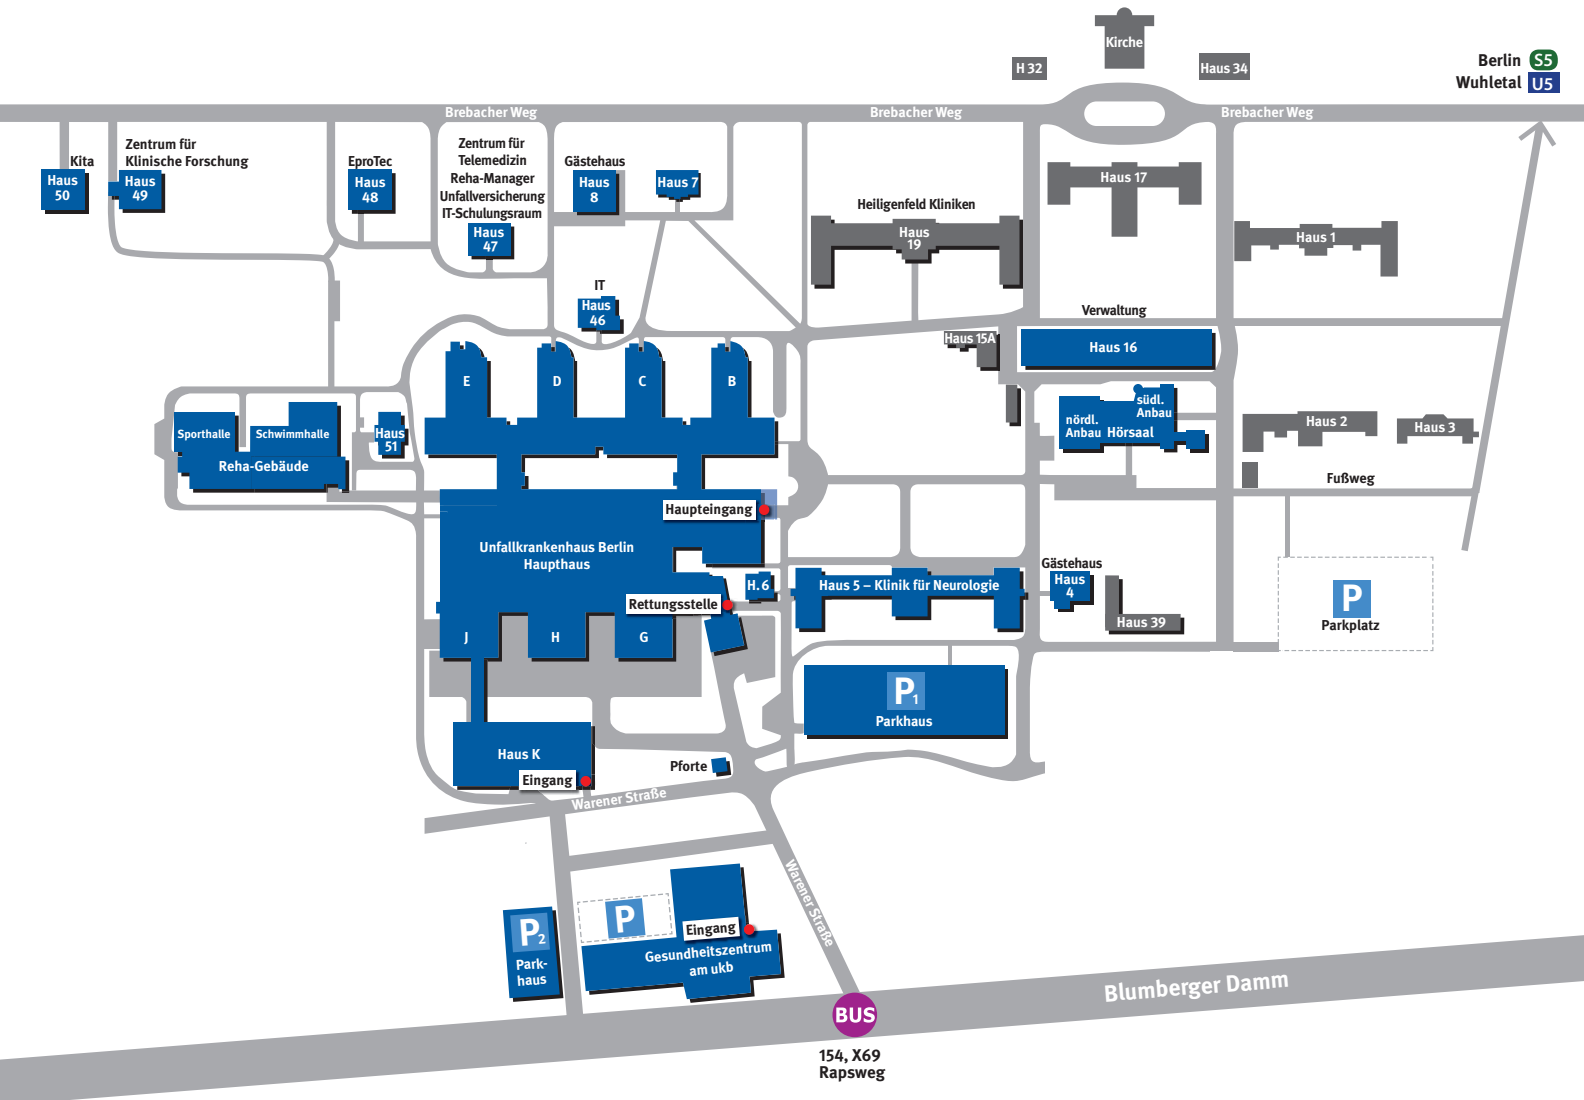 Kirche
H 32
Haus 34
Berlin S5
Wuhletal U5
Brebacher Weg
Brebacher Weg
Brebacher Weg
Kita
Haus
50
Zentrum für
Klinische Forschung
Haus
49
EproTec
Haus
48
Zentrum für
Telemedizin
Reha-Manager
Unfallversicherung
IT-Schulungsraum
Haus
47
Gästehaus
Haus
8
Haus 7
Heiligenfeld Kliniken
Haus
19
Haus 17
Haus 1
IT
Haus
46
Verwaltung
Haus 15A
Haus 16
E
D
C
B
südl.
Anbau
nördl.
Anbau
Hörsaal
Haus 2
Haus 3
Sporthalle
Schwimmhalle
Haus
51
Reha-Gebäude
Fußweg
Haupteingang
Unfallkrankenhaus Berlin
Haupthaus
H.6
Haus 5 – Klinik für Neurologie
Gästehaus
Haus
4
Rettungsstelle
Haus 39
P
Parkplatz
J
H
G
P1
Parkhaus
Haus K
Eingang
Pforte
Warener Straße
Warener Straße
P2
Park-
haus
P
Eingang
Gesundheitszentrum
am ukb
Blumberger Damm
BUS
154, X69
Rapsweg